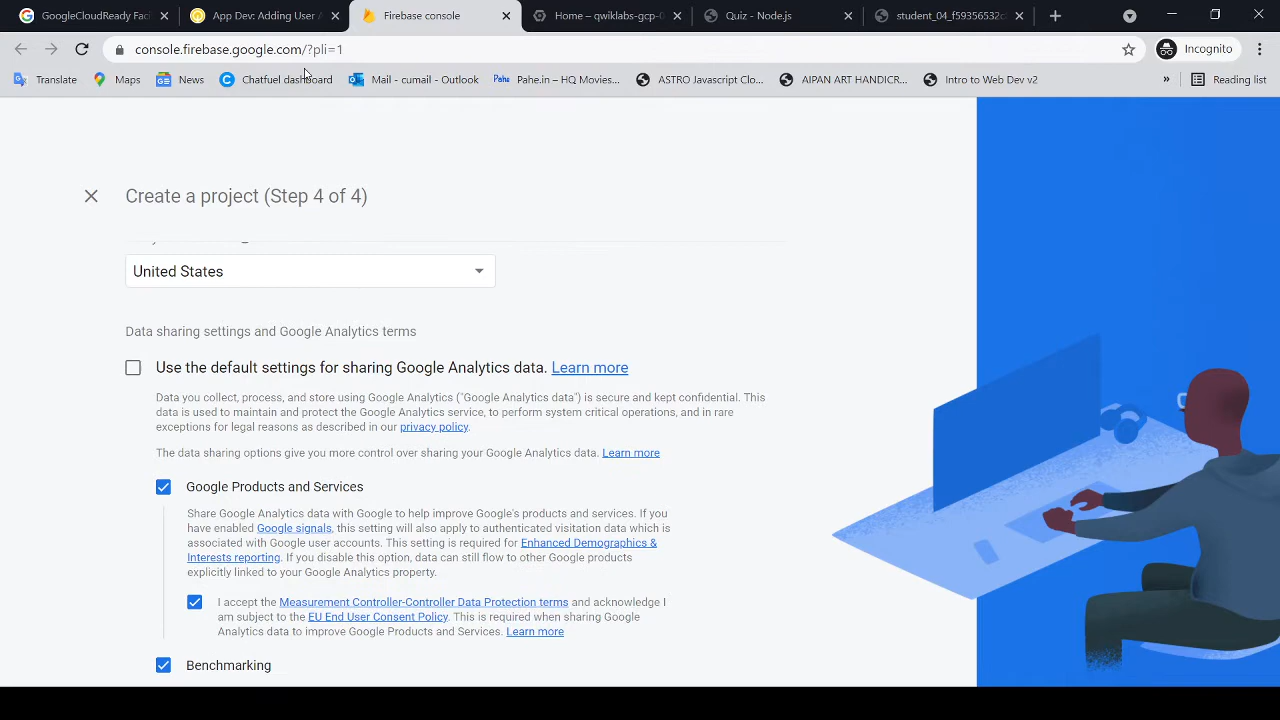 GoogleCloudReady Faci
App Dev: Adding User A
Firebase console
Home – qwiklabs-gcp-0
Quiz - Node.js
student_04_f59356532c
console.firebase.google.com/?pli=1
Incognito
Translate
Maps
News
Chatfuel dashboard
Mail - cumail - Outlook
Pahe.in – HQ Movies...
ASTRO Javascript Clo...
AIPAN ART HANDICR...
Intro to Web Dev v2
»
Reading list
Create a project (Step 4 of 4)
United States
Data sharing settings and Google Analytics terms
Use the default settings for sharing Google Analytics data. Learn more
Data you collect, process, and store using Google Analytics ("Google Analytics data") is secure and kept confidential. This
data is used to maintain and protect the Google Analytics service, to perform system critical operations, and in rare
exceptions for legal reasons as described in our privacy policy.
The data sharing options give you more control over sharing your Google Analytics data. Learn more
Google Products and Services
Share Google Analytics data with Google to help improve Google's products and services. If you
have enabled Google signals, this setting will also apply to authenticated visitation data which is
associated with Google user accounts. This setting is required for Enhanced Demographics &
Interests reporting. If you disable this option, data can still flow to other Google products
explicitly linked to your Google Analytics property.
I accept the Measurement Controller-Controller Data Protection terms and acknowledge I
am subject to the EU End User Consent Policy. This is required when sharing Google
Analytics data to improve Google Products and Services. Learn more
Benchmarking